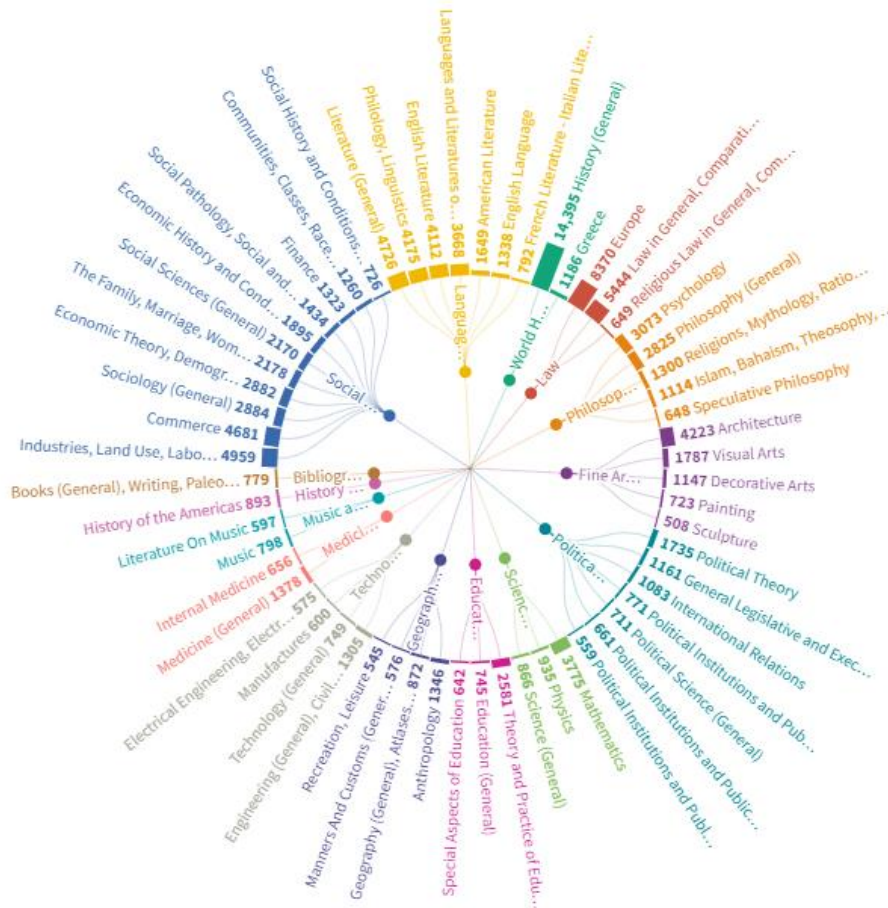 Languag...
Literature (General) 4726
Philology, Linguistics 4175
English Literature 4112
Languages and Literatures o... 3668
1649 American Literature
1338 English Language
792 French Literature - Italian Lite...
World H...
14,395 History (General)
1186 Greece
Law
8370 Europe
5444 Law in General, Comparati...
649 Religious Law in General, Com...
Philosop...
3073 Psychology
2825 Philosophy (General)
1300 Religions, Mythology, Ratio...
1114 Islam, Bahaism, Theosophy, ...
648 Speculative Philosophy
Fine Ar...
4223 Architecture
1787 Visual Arts
1147 Decorative Arts
723 Painting
508 Sculpture
Politica...
1735 Political Theory
1161 General Legislative and Exec...
1083 International Relations
771 Political Institutions and Pub...
711 Political Science (General)
661 Political Institutions and Public...
559 Political Institutions and Publ...
Scienc...
3775 Mathematics
935 Physics
866 Science (General)
Educat...
2581 Theory and Practice of Edu...
745 Education (General)
Special Aspects of Education 642
Geograph...
Anthropology 1346
Geography (General), Atlases... 872
Manners And Customs (Gener... 576
Recreation, Leisure 545
Techno...
Engineering (General), Civil... 1305
Technology (General) 749
Manufactures 600
Electrical Engineering, Electr... 575
Medici...
Medicine (General) 1378
Internal Medicine 656
Music a...
Music 798
Literature On Music 597
History ...
History of the Americas 893
Bibliogr...
Books (General), Writing, Paleo... 779
Social ...
Industries, Land Use, Labo... 4959
Commerce 4681
Sociology (General) 2884
Economic Theory, Demogr... 2882
The Family, Marriage, Wom... 2178
Social Sciences (General) 2170
Economic History and Cond... 1895
Social Pathology, Social and... 1434
Finance 1323
Communities, Classes, Race... 1260
Social History and Conditions... 726